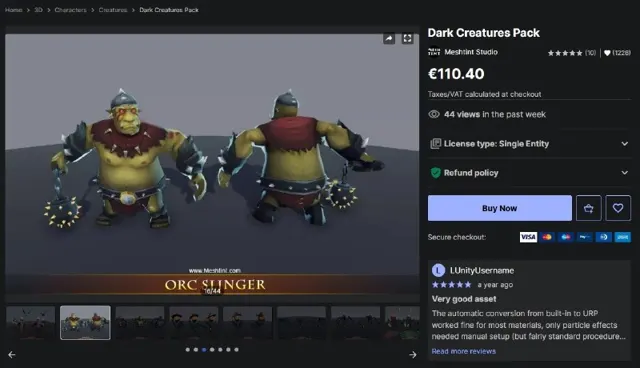 Home > 3D > Characters > Creatures > Dark Creatures Pack
www.Meshtint.com
ORC SLINGER
16/44
Dark Creatures Pack
Meshtint Studio
(10) | (1228)
€110.40
Taxes/VAT calculated at checkout
44 views in the past week
License type: Single Entity
Refund policy
Buy Now
Secure checkout:
VISA
L LUnityUsername
a year ago
Very good asset
The automatic conversion from built-in to URP
worked fine for most materials, only particle effects
needed manual setup (but fairly standard procedure...
Read more reviews